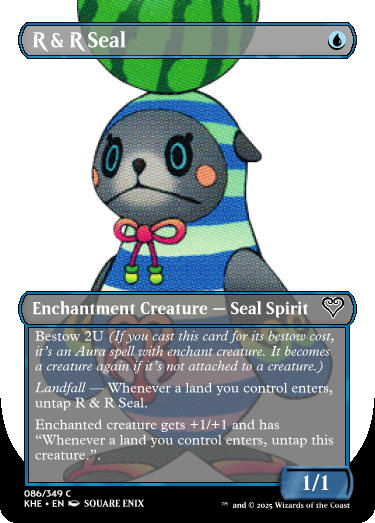 R & R Seal
Enchantment Creature — Seal Spirit
Bestow 2U (If you cast this card for its bestow cost,
it's an Aura spell with enchant creature. It becomes
a creature again if it's not attached to a creature.)
Landfall — Whenever a land you control enters,
untap R & R Seal.
Enchanted creature gets +1/+1 and has
“Whenever a land you control enters, untap this
creature.”.
1/1
086/349 C
KHE • EN SQUARE ENIX
™ and © 2025 Wizards of the Coast